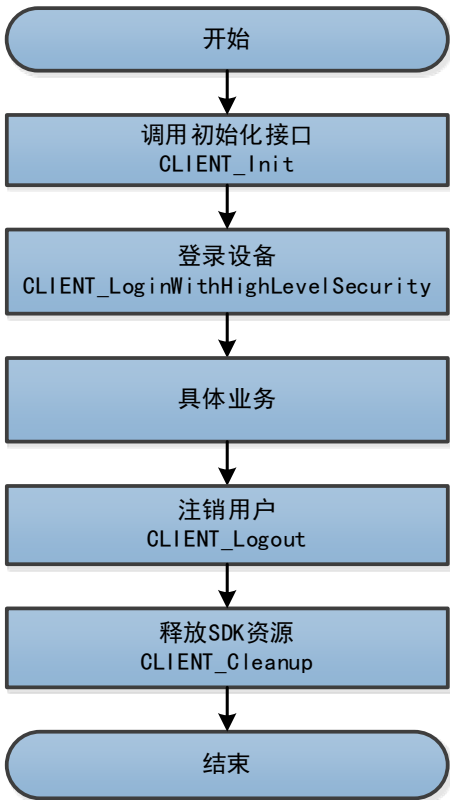 开始
调用初始化接口
CLIENT_Init
登录设备
CLIENT_LoginWithHighLevelSecurity
具体业务
注销用户
CLIENT_Logout
释放SDK资源
CLIENT_Cleanup
结束